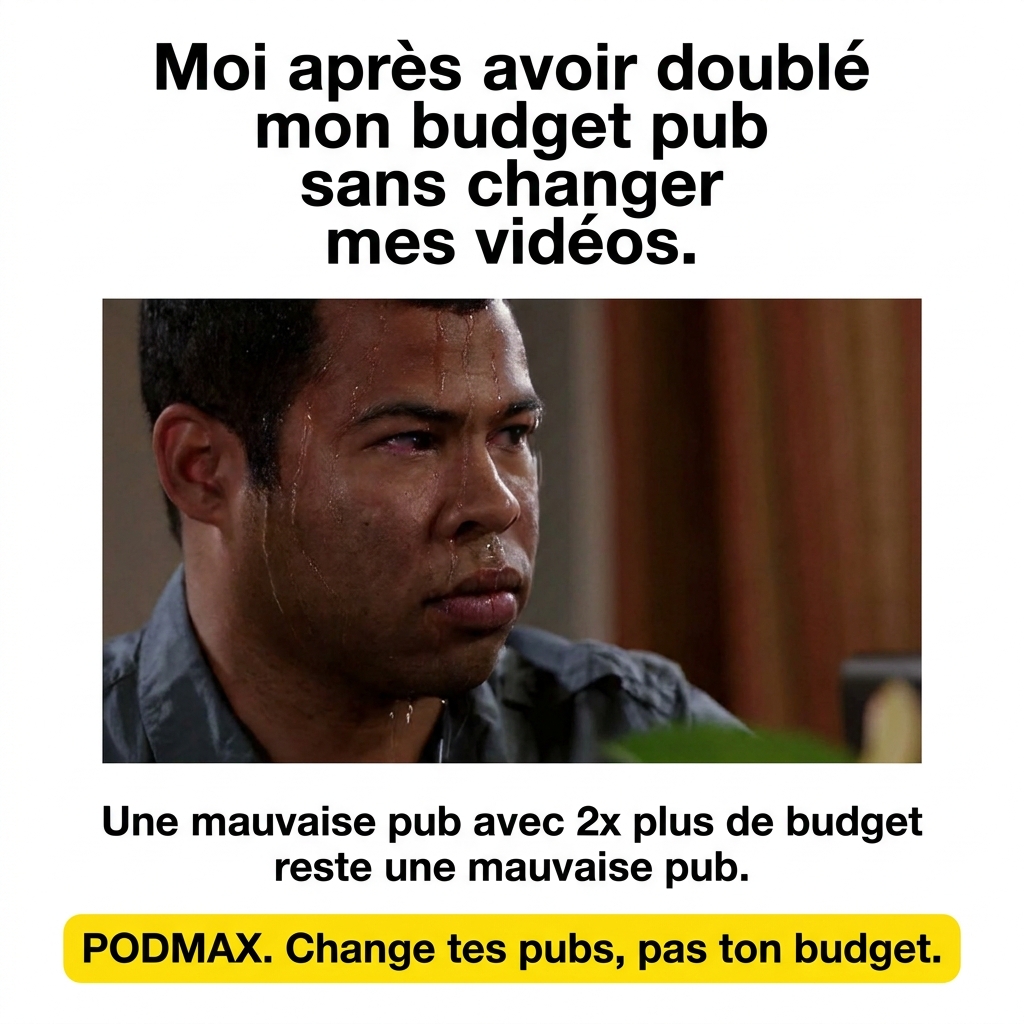 Moi après avoir doublé
mon budget pub
sans changer
mes vidéos.
Une mauvaise pub avec 2x plus de budget
reste une mauvaise pub.
PODMAX. Change tes pubs, pas ton budget.